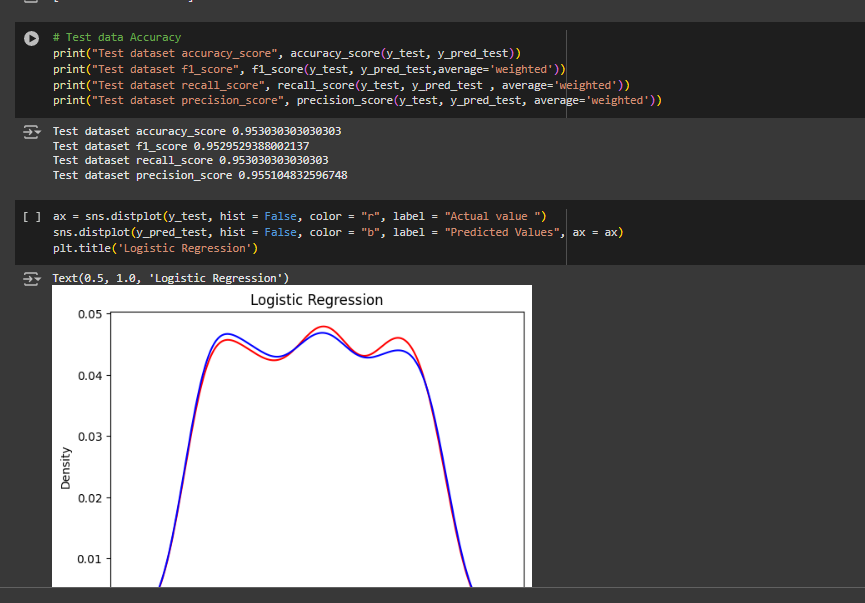 # Test data Accuracy
print("Test dataset accuracy_score", accuracy_score(y_test, y_pred_test))
print("Test dataset f1_score", f1_score(y_test, y_pred_test,average='weighted'))
print("Test dataset recall_score", recall_score(y_test, y_pred_test , average='weighted'))
print("Test dataset precision_score", precision_score(y_test, y_pred_test, average='weighted'))
Test dataset accuracy_score 0.953030303030303
Test dataset f1_score 0.9529529388002137
Test dataset recall_score 0.953030303030303
Test dataset precision_score 0.955104832596748
[ ] ax = sns.distplot(y_test, hist = False, color = "r", label = "Actual value ")
sns.distplot(y_pred_test, hist = False, color = "b", label = "Predicted Values", ax = ax)
plt.title('Logistic Regression')
Text(0.5, 1.0, 'Logistic Regression')
Logistic Regression
0.05
0.04
0.03
Density
0.02
0.01